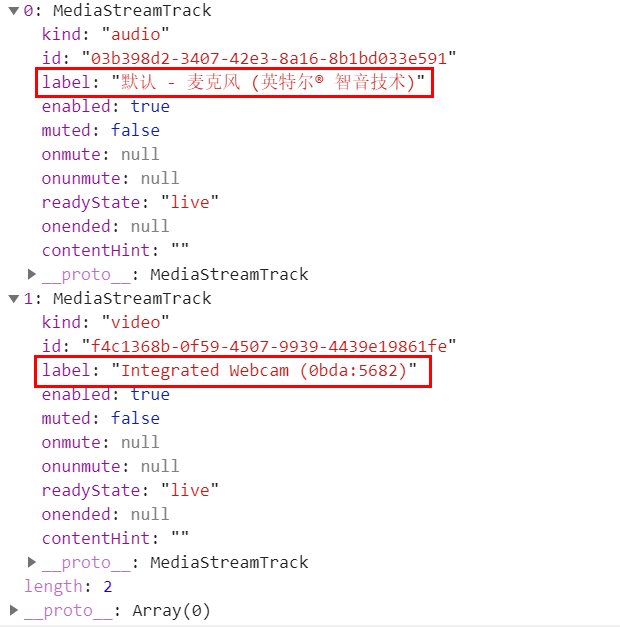 0: MediaStreamTrack
kind: "audio"
id: "03b398d2-3407-42e3-8a16-8b1bd033e591"
label: "默认 - 麦克风 (英特尔® 智音技术)"
enabled: true
muted: false
onmute: null
onunmute: null
readyState: "live"
onended: null
contentHint: ""
__proto__: MediaStreamTrack
1: MediaStreamTrack
kind: "video"
id: "f4c1368b-0f59-4507-9939-4439e19861fe"
label: "Integrated Webcam (0bda:5682)"
enabled: true
muted: false
onmute: null
onunmute: null
readyState: "live"
onended: null
contentHint: ""
__proto__: MediaStreamTrack
length: 2
__proto__: Array(0)